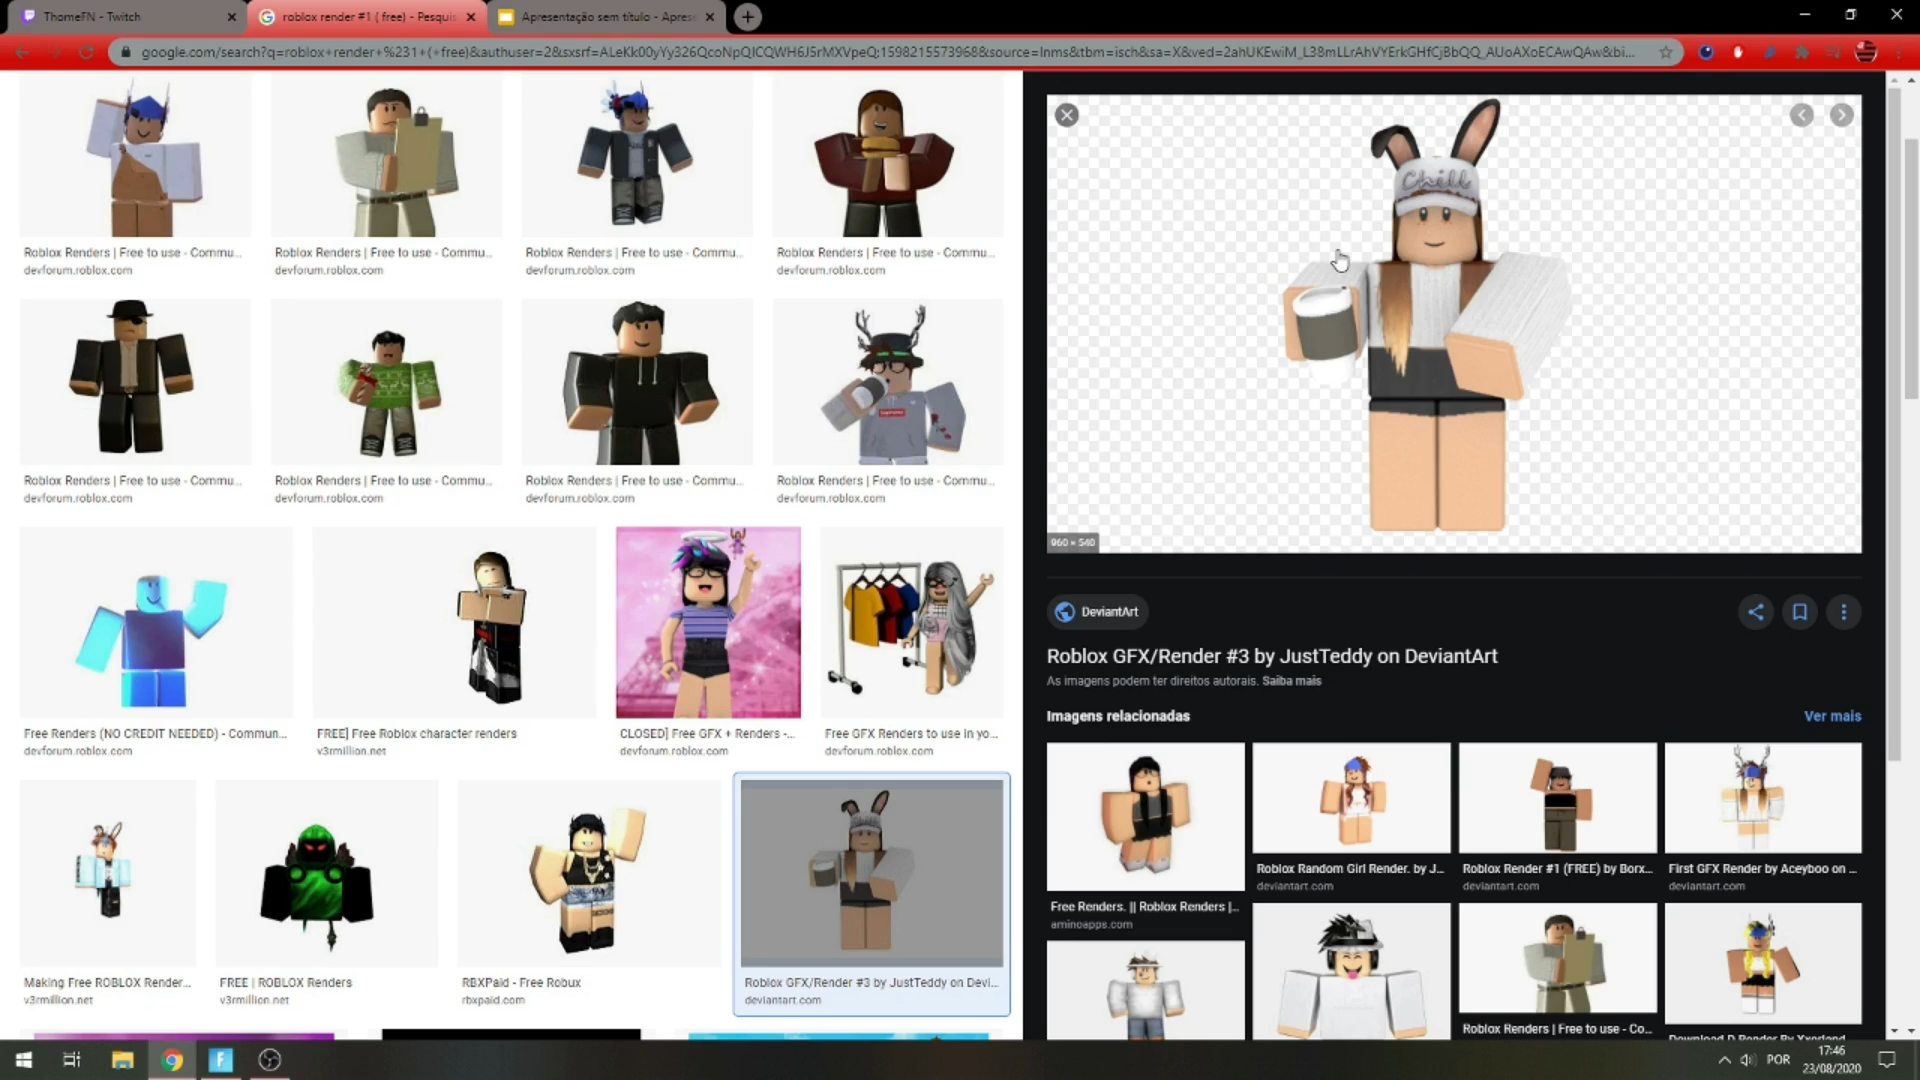 ThomeFN - Twitch
roblox render #1 ( free) - Pesquis
Apresentação sem título - Apres
google.com/search?q=roblox+render+%231+(+free)&authuser=2&sxsrf=ALeKk00yYy326QcoNpQICQWH6J5rMXVpeQ:1598215573968&source=lnms&tbm=isch&sa=X&ved=2ahUKEwiM_L38mLLrAhVYErkGHfCjBbQQ_AUoAXoECAwQAw&bi...
Roblox Renders | Free to use - Commu...
devforum.roblox.com
Roblox Renders | Free to use - Commu...
devforum.roblox.com
Roblox Renders | Free to use - Commu...
devforum.roblox.com
Roblox Renders | Free to use - Commu...
devforum.roblox.com
Roblox Renders | Free to use - Commu...
devforum.roblox.com
Roblox Renders | Free to use - Commu...
devforum.roblox.com
Roblox Renders | Free to use - Commu...
devforum.roblox.com
Roblox Renders | Free to use - Commu...
devforum.roblox.com
Free Renders (NO CREDIT NEEDED) - Commun...
devforum.roblox.com
FREE] Free Roblox character renders
v3rmillion.net
CLOSED] Free GFX + Renders -...
devforum.roblox.com
Free GFX Renders to use in yo...
devforum.roblox.com
Making Free ROBLOX Render...
v3rmillion.net
FREE | ROBLOX Renders
v3rmillion.net
RBXPaid - Free Robux
rbxpaid.com
Roblox GFX/Render #3 by JustTeddy on Devi...
deviantart.com
Chill
960 × 540
DeviantArt
Roblox GFX/Render #3 by JustTeddy on DeviantArt
As imagens podem ter direitos autorais. Saiba mais
Imagens relacionadas
Ver mais
Free Renders. || Roblox Renders |...
aminoapps.com
Roblox Random Girl Render. by J...
deviantart.com
Roblox Render #1 (FREE) by Borx...
deviantart.com
First GFX Render by Aceyboo on ...
deviantart.com
Roblox Renders | Free to use - Co...
POR
17:46
23/08/2020